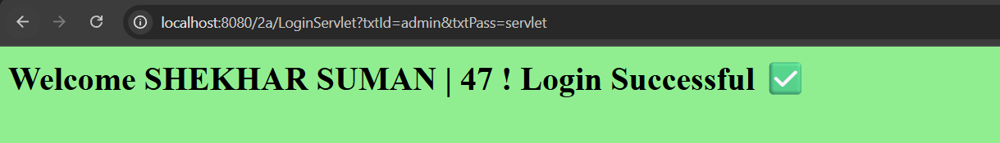 localhost:8080/2a/LoginServlet?txtId=admin&txtPass=servlet
Welcome SHEKHAR SUMAN | 47 ! Login Successful ✅